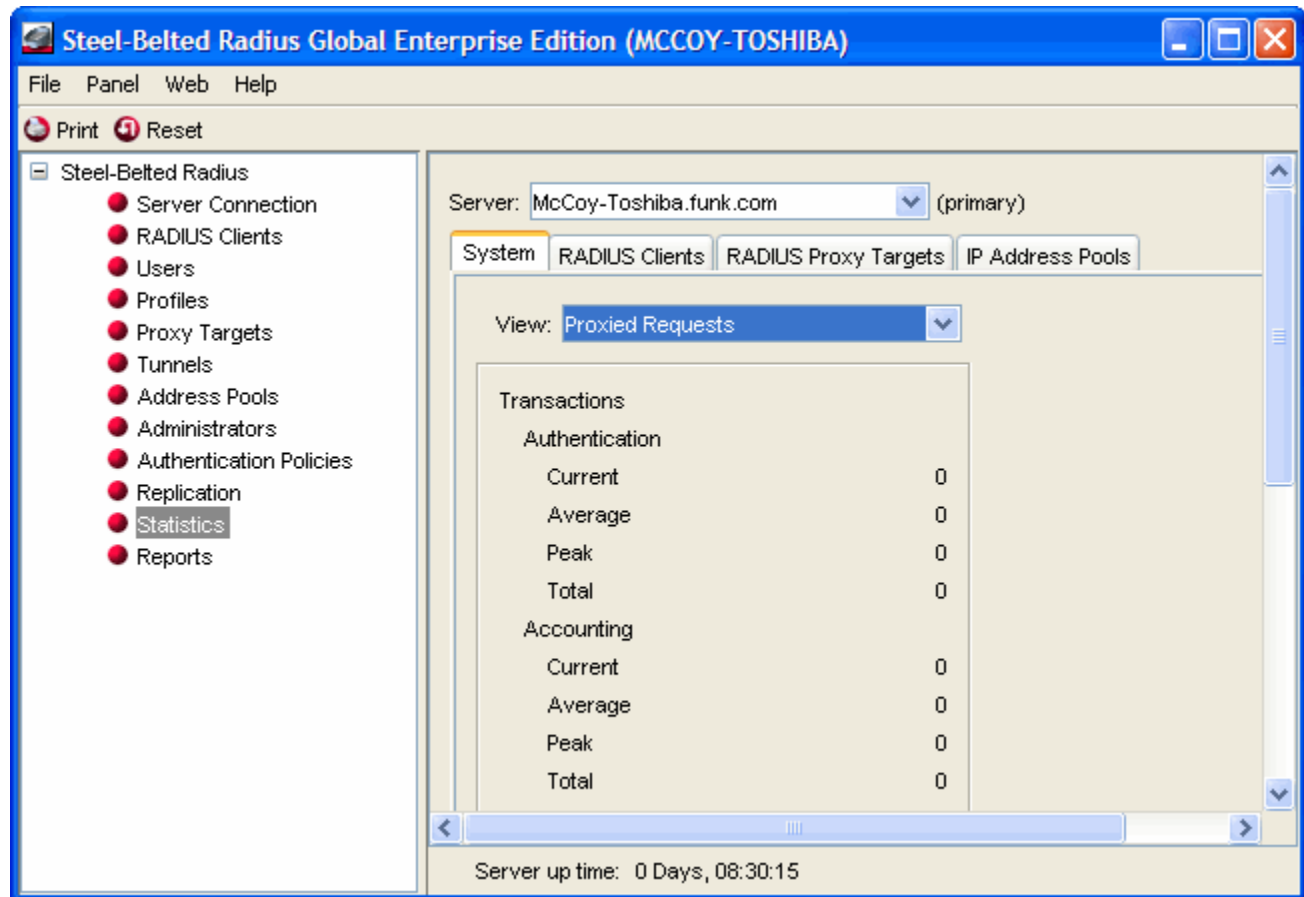 Steel-Belted Radius Global Enterprise Edition (MCCOY-TOSHIBA)
File Panel Web Help
Print Reset
Steel-Belted Radius
Server Connection
RADIUS Clients
Users
Profiles
Proxy Targets
Tunnels
Address Pools
Administrators
Authentication Policies
Replication
Statistics
Reports
Server: McCoy-Toshiba.funk.com (primary)
System RADIUS Clients RADIUS Proxy Targets IP Address Pools
View: Proxied Requests
Transactions
Authentication
Current 0
Average 0
Peak 0
Total 0
Accounting
Current 0
Average 0
Peak 0
Total 0
Server up time: 0 Days, 08:30:15